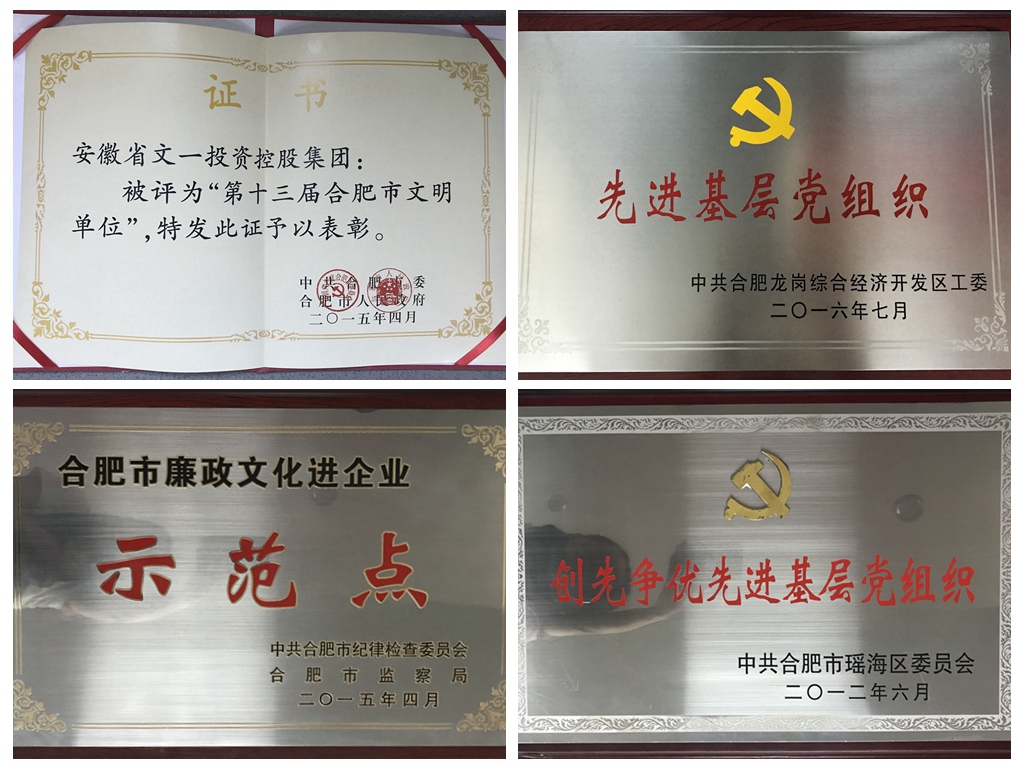 证 书
安徽省文一投资控股集团：
被评为“第十三届合肥市文明
单位”，特发此证予以表彰。
中共合肥市委
合肥市人民政府
二〇一五年四月
先进基层党组织
中共合肥龙岗综合经济开发区工委
二〇一六年七月
合肥市廉政文化进企业
示范点
中共合肥市纪律检查委员会
合肥市监察局
二〇一五年四月
创先争优先进基层党组织
中共合肥市瑶海区委员会
二〇一二年六月